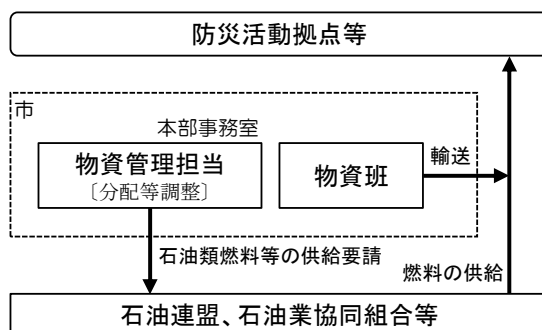 防災活動拠点等
市
本部事務室
物資管理担当
〔分配等調整〕
物資班
輸送
石油類燃料等の供給要請
燃料の供給
石油連盟、石油業協同組合等